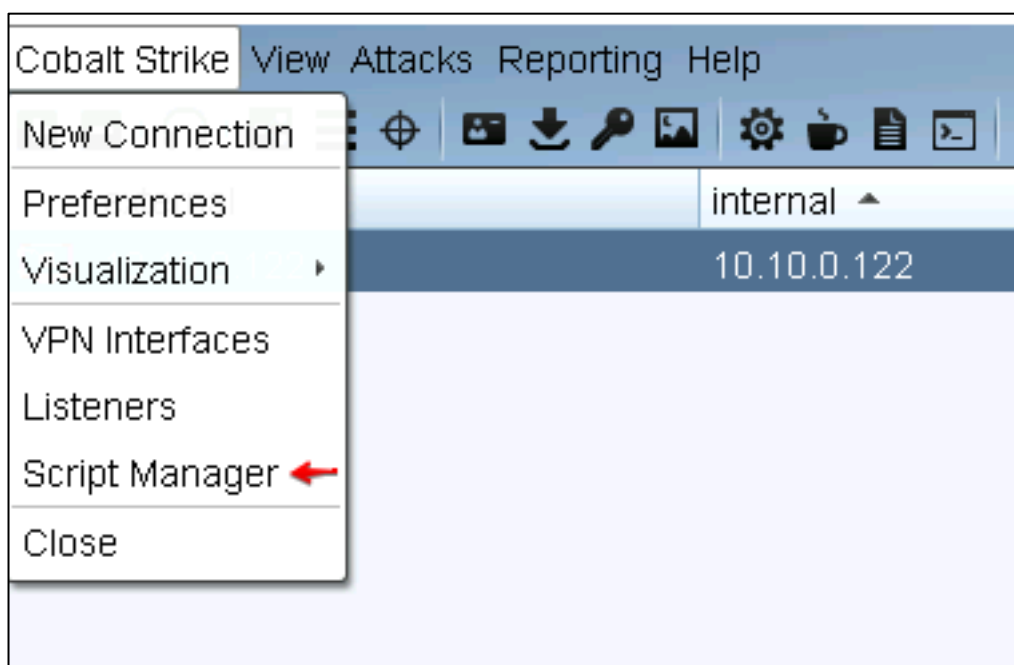 Cobalt Strike View Attacks Reporting Help
New Connection
Preferences
internal
Visualization
10.10.0.122
VPN Interfaces
Listeners
Script Manager
Close